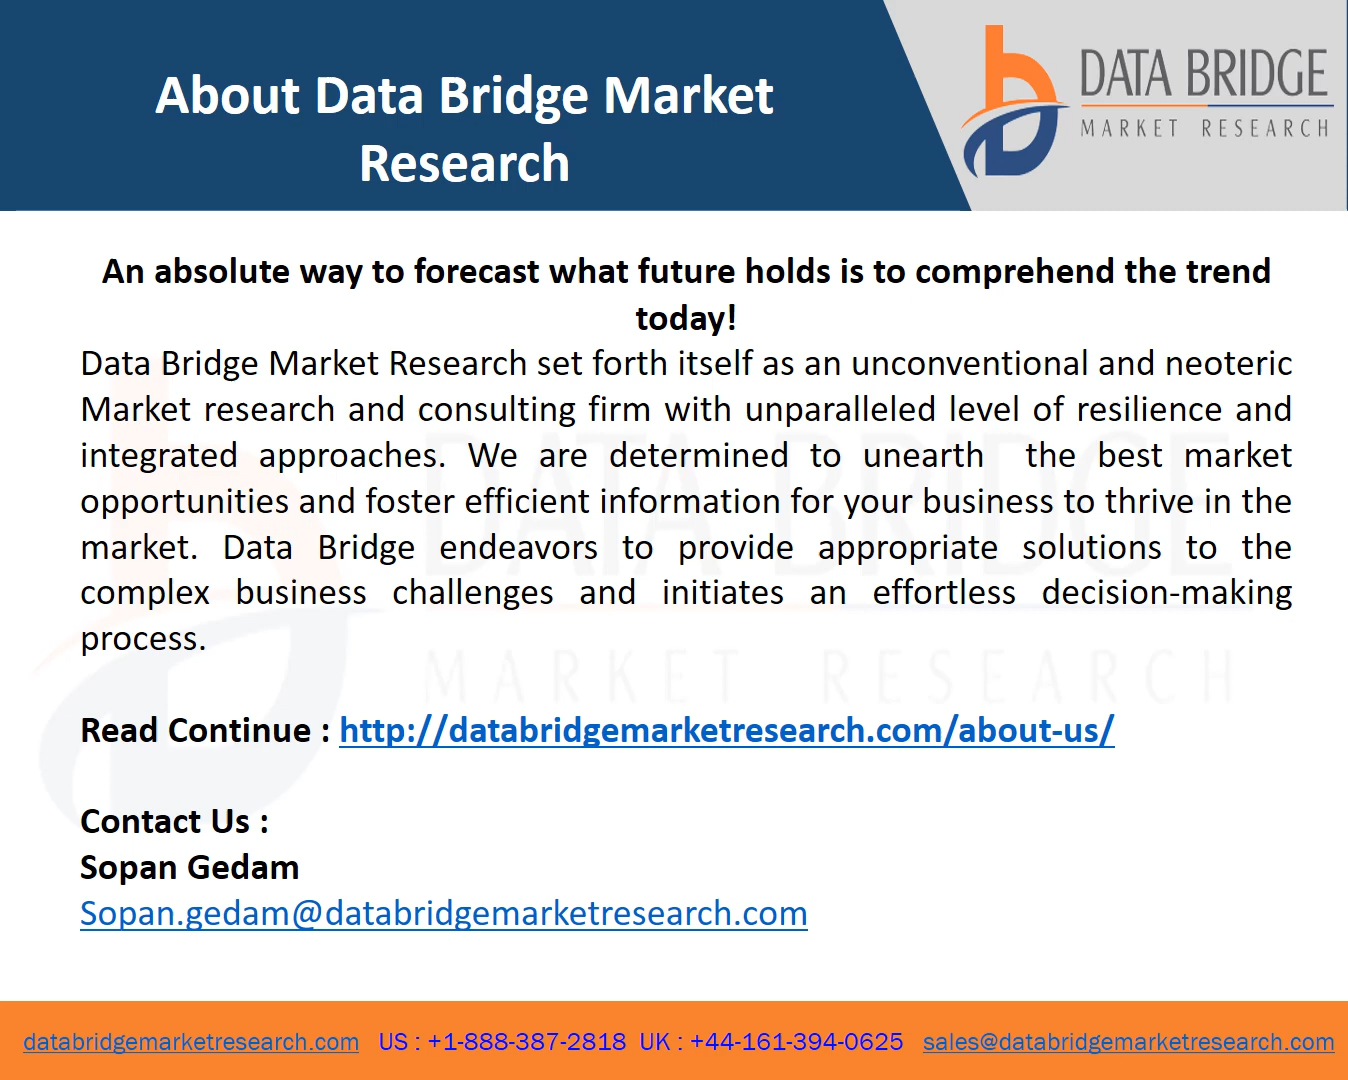 About Data Bridge Market
Research
DATA BRIDGE
MARKET RESEARCH
An absolute way to forecast what future holds is to comprehend the trend
today!
Data Bridge Market Research set forth itself as an unconventional and neoteric
Market research and consulting firm with unparalleled level of resilience and
integrated approaches. We are determined to unearth the best market
opportunities and foster efficient information for your business to thrive in the
market. Data Bridge endeavors to provide appropriate solutions to the
complex business challenges and initiates an effortless decision-making
process.
DATA BRIDGE
MARKET RESEARCH
Read Continue : http://databridgemarketresearch.com/about-us/
Contact Us :
Sopan Gedam
Sopan.gedam@databridgemarketresearch.com
databridgemarketresearch.com US : +1-888-387-2818 UK : +44-161-394-0625 sales@databridgemarketresearch.com